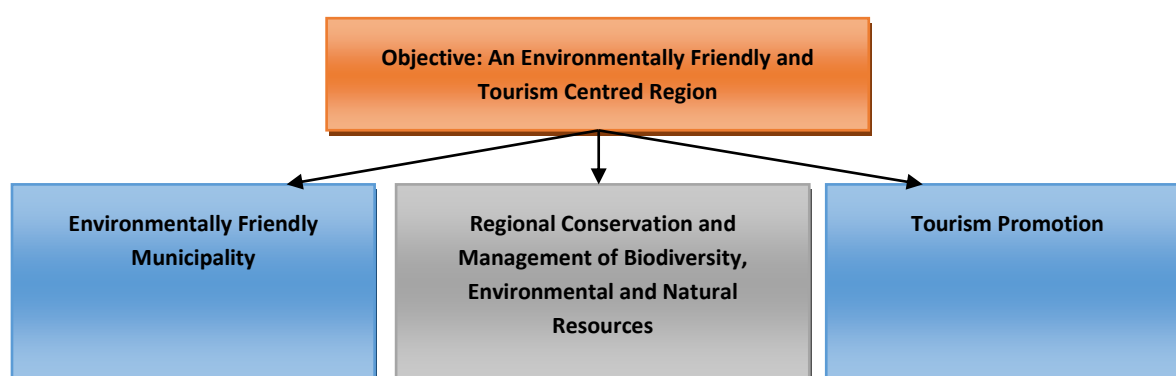 Objective: An Environmentally Friendly and
Tourism Centred Region
Environmentally Friendly
Municipality
Regional Conservation and
Management of Biodiversity,
Environmental and Natural
Resources
Tourism Promotion